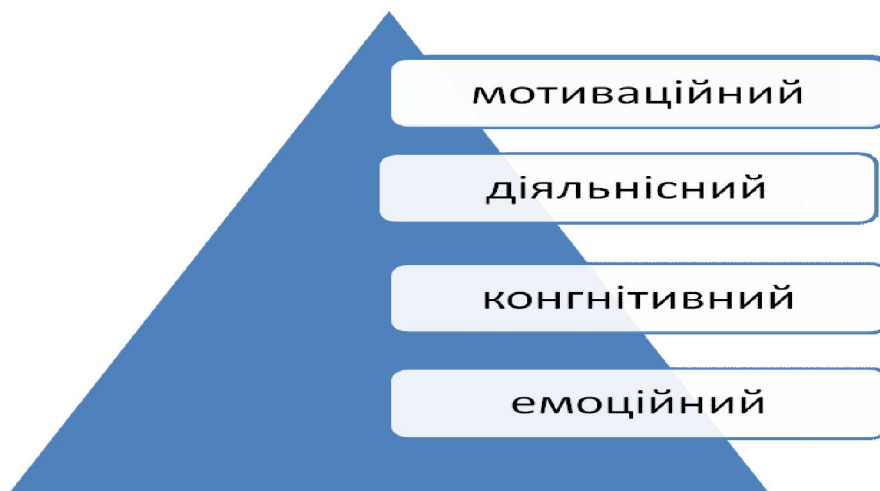 мотиваційний
діяльнісний
конгнітивний
емоційний